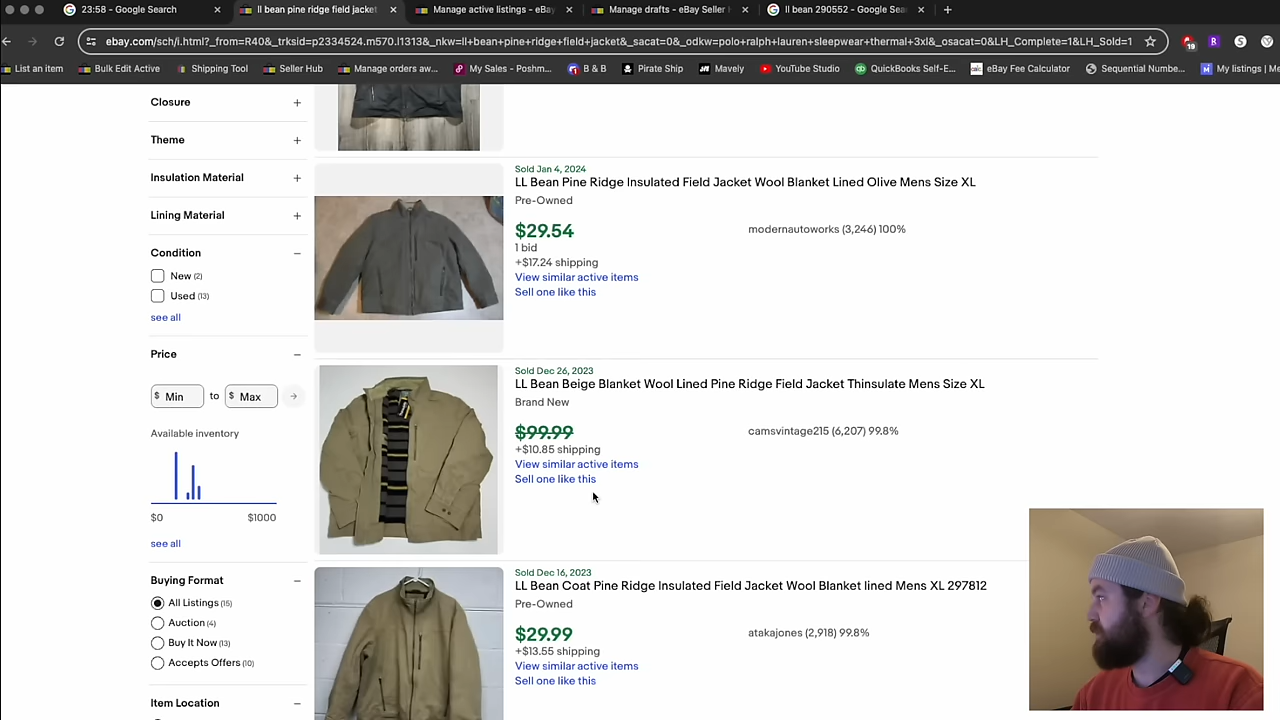 23:58 - Google Search
ll bean pine ridge field jacket
Manage active listings - eBay
Manage drafts - eBay Seller H
ll bean 290552 - Google Sea
ebay.com/sch/i.html?_from=R40&_trksid=p2334524.m570.l1313&_nkw=ll+bean+pine+ridge+field+jacket&_sacat=0&_odkw=polo+ralph+lauren+sleepwear+thermal+3xl&_osacat=0&LH_Complete=1&LH_Sold=1
19
List an item
Bulk Edit Active
Shipping Tool
Seller Hub
Manage orders aw...
My Sales - Poshm...
B & B
Pirate Ship
Mavely
YouTube Studio
QuickBooks Self-E...
eBay Fee Calculator
Sequential Numbe...
My listings | Me
Closure
Theme
Insulation Material
Lining Material
Condition
New (2)
Used (13)
see all
Price
$ Min to $ Max
Available inventory
$0 $1000
see all
Buying Format
All Listings (15)
Auction (4)
Buy It Now (13)
Accepts Offers (10)
Item Location
Sold Jan 4, 2024
LL Bean Pine Ridge Insulated Field Jacket Wool Blanket Lined Olive Mens Size XL
Pre-Owned
$29.54
modernautoworks (3,246) 100%
1 bid
+$17.24 shipping
View similar active items
Sell one like this
Sold Dec 26, 2023
LL Bean Beige Blanket Wool Lined Pine Ridge Field Jacket Thinsulate Mens Size XL
Brand New
$99.99
camsvintage215 (6,207) 99.8%
+$10.85 shipping
View similar active items
Sell one like this
Sold Dec 16, 2023
LL Bean Coat Pine Ridge Insulated Field Jacket Wool Blanket lined Mens XL 297812
Pre-Owned
$29.99
atakajones (2,918) 99.8%
+$13.55 shipping
View similar active items
Sell one like this